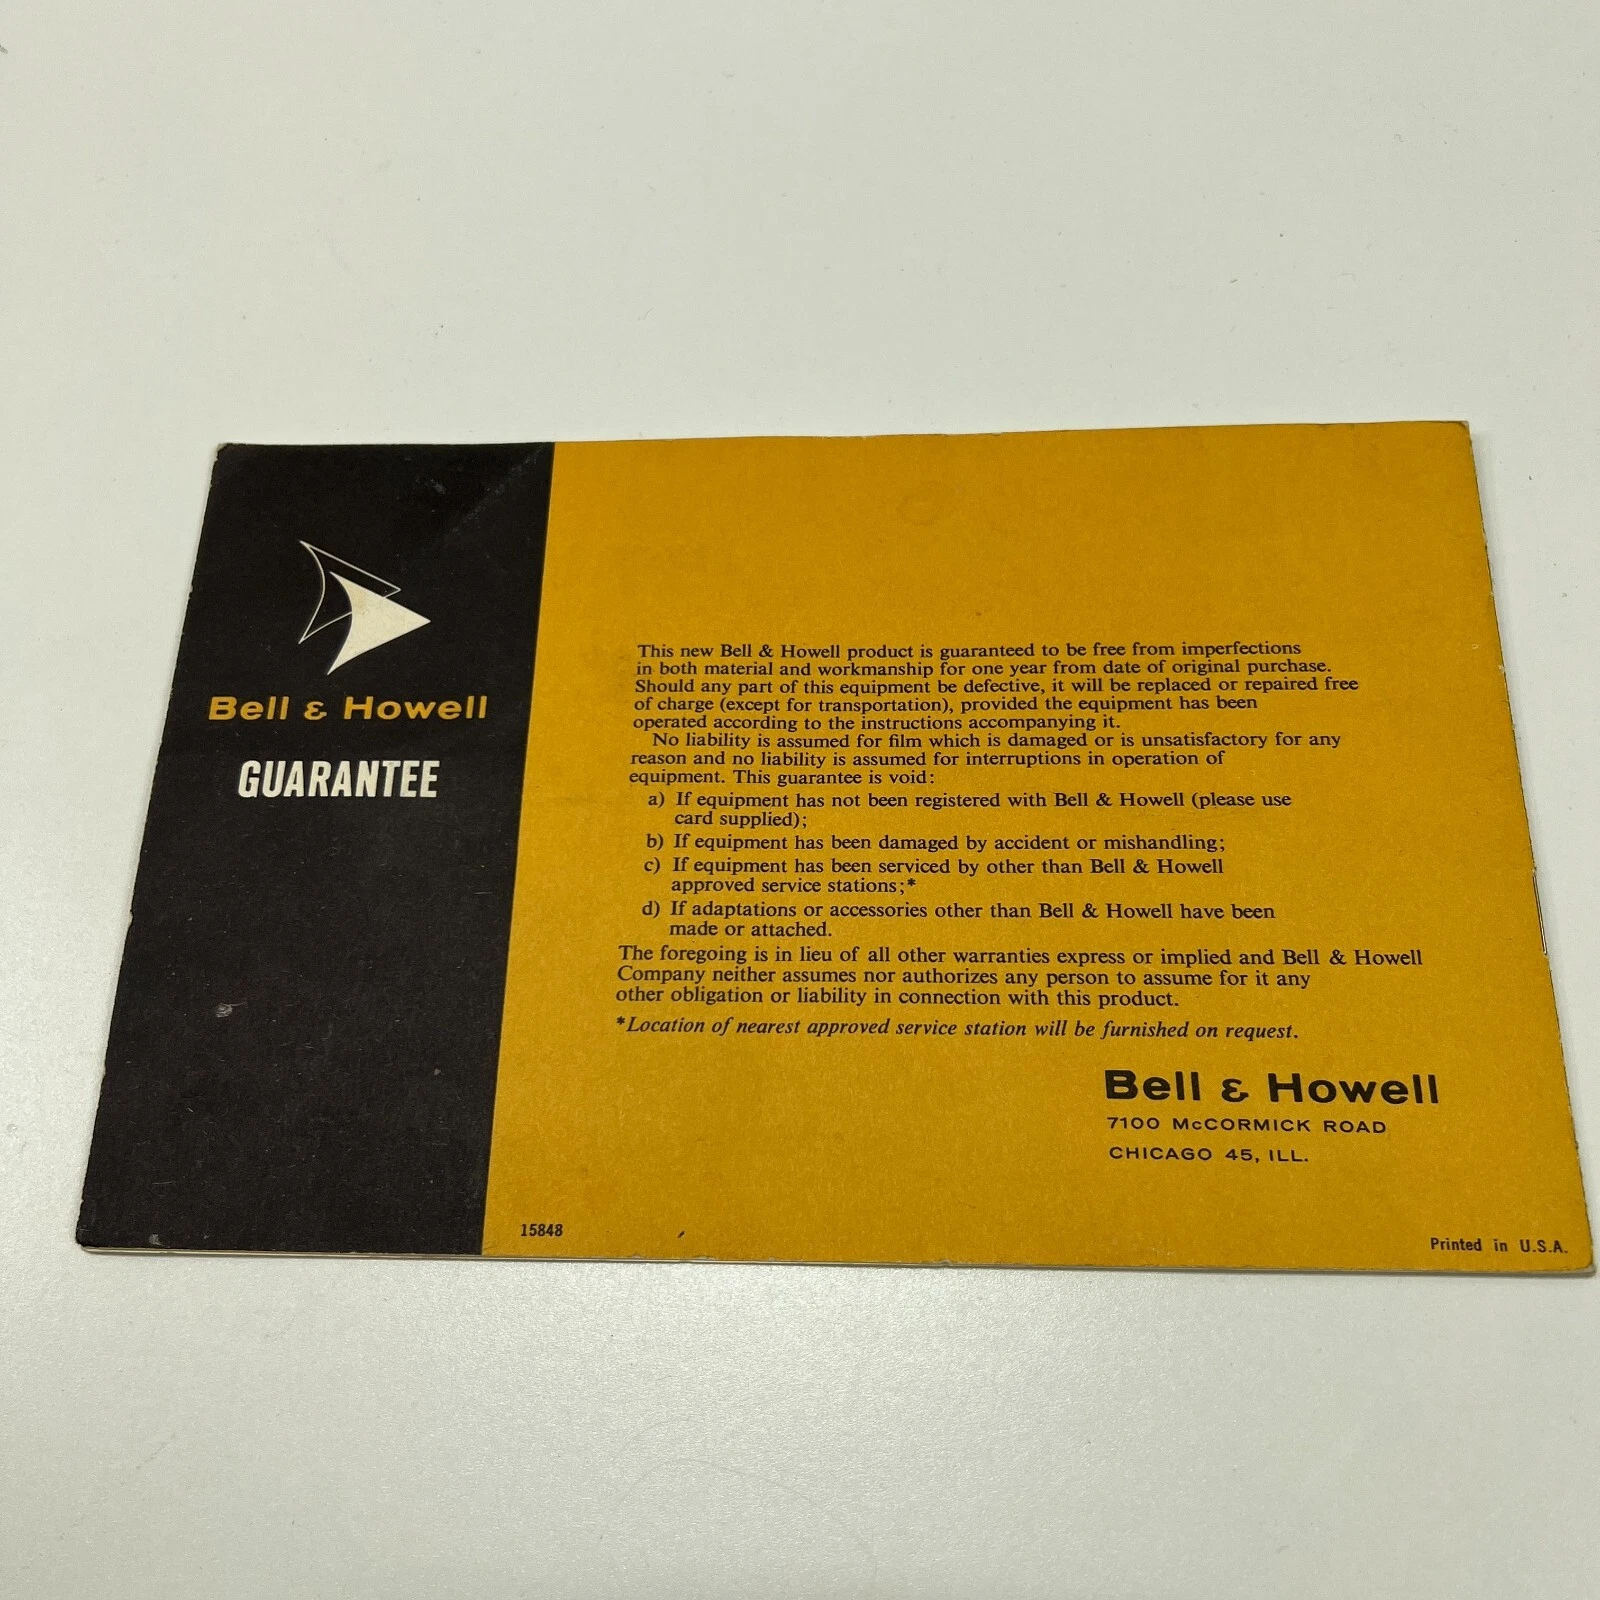 Bell & Howell
GUARANTEE
This new Bell & Howell product is guaranteed to be free from imperfections
in both material and workmanship for one year from date of original purchase.
Should any part of this equipment be defective, it will be replaced or repaired free
of charge (except for transportation), provided the equipment has been
operated according to the instructions accompanying it.
No liability is assumed for film which is damaged or is unsatisfactory for any
reason and no liability is assumed for interruptions in operation of
equipment. This guarantee is void:
a) If equipment has not been registered with Bell & Howell (please use
card supplied);
b) If equipment has been damaged by accident or mishandling;
c) If equipment has been serviced by other than Bell & Howell
approved service stations;*
d) If adaptations or accessories other than Bell & Howell have been
made or attached.
The foregoing is in lieu of all other warranties express or implied and Bell & Howell
Company neither assumes nor authorizes any person to assume for it any
other obligation or liability in connection with this product.
*Location of nearest approved service station will be furnished on request.
Bell & Howell
7100 McCORMICK ROAD
CHICAGO 45, ILL.
15848
Printed in U.S.A.